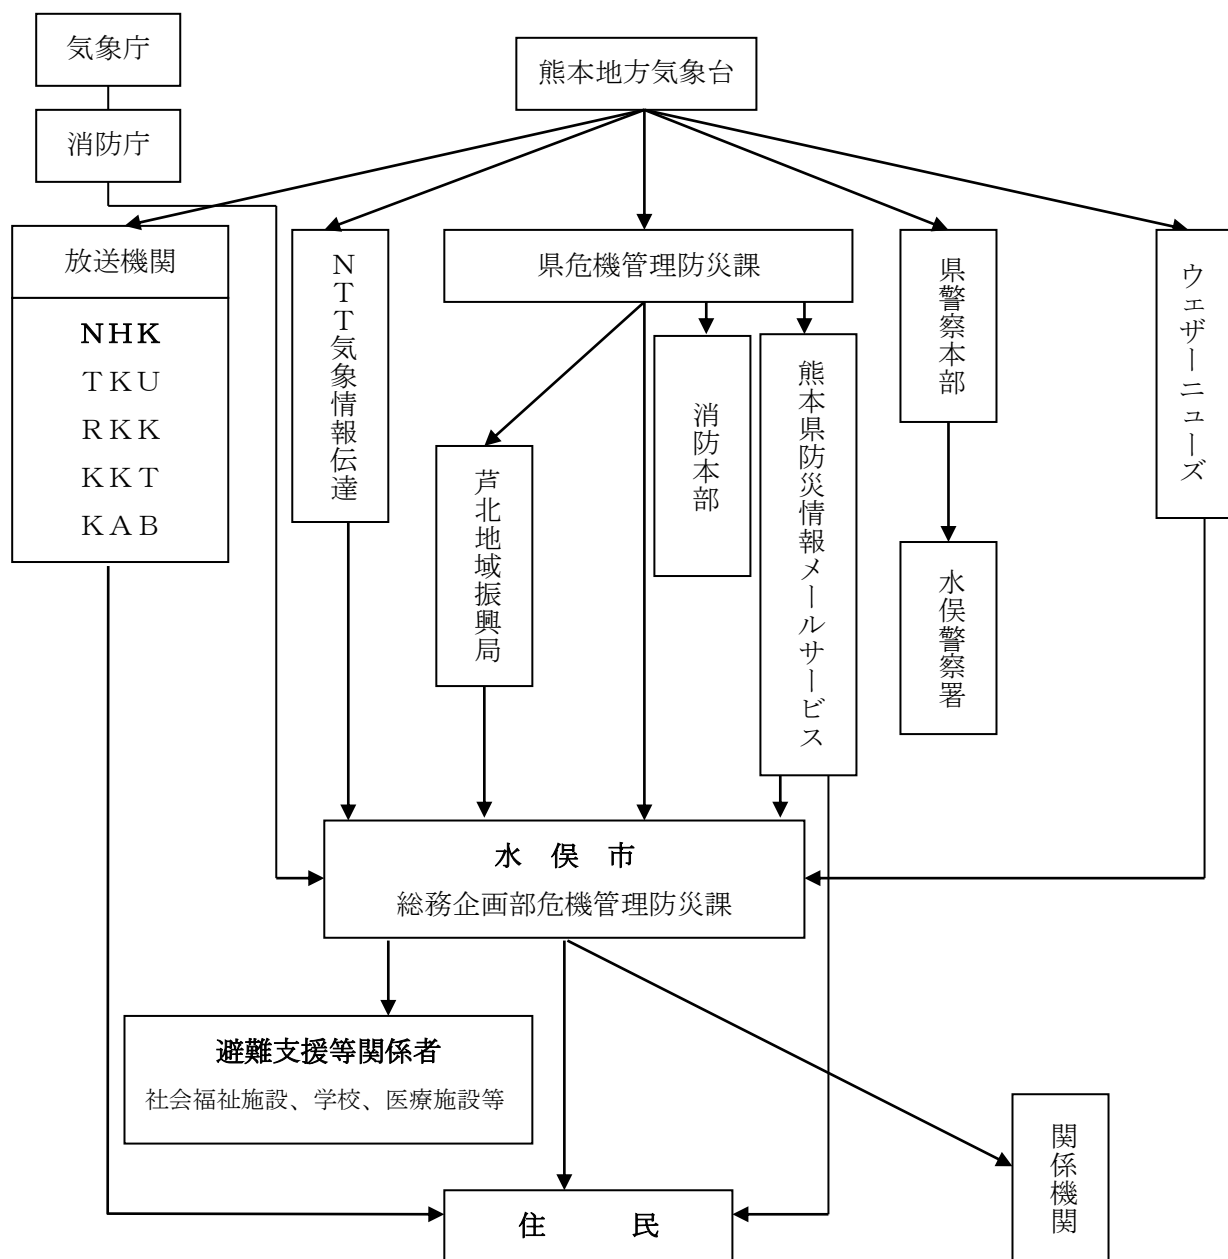 気象庁
熊本地方気象台
消防庁
放送機関
NHK
TKU
RKK
KKT
KAB
NTT気象情報伝達
県危機管理防災課
県警察本部
ウェザーニューズ
芦北地域振興局
消防本部
熊本県防災情報メールサービス
水俣警察署
水 俣 市
総務企画部危機管理防災課
避難支援等関係者
社会福祉施設、学校、医療施設等
関係機関
住 民